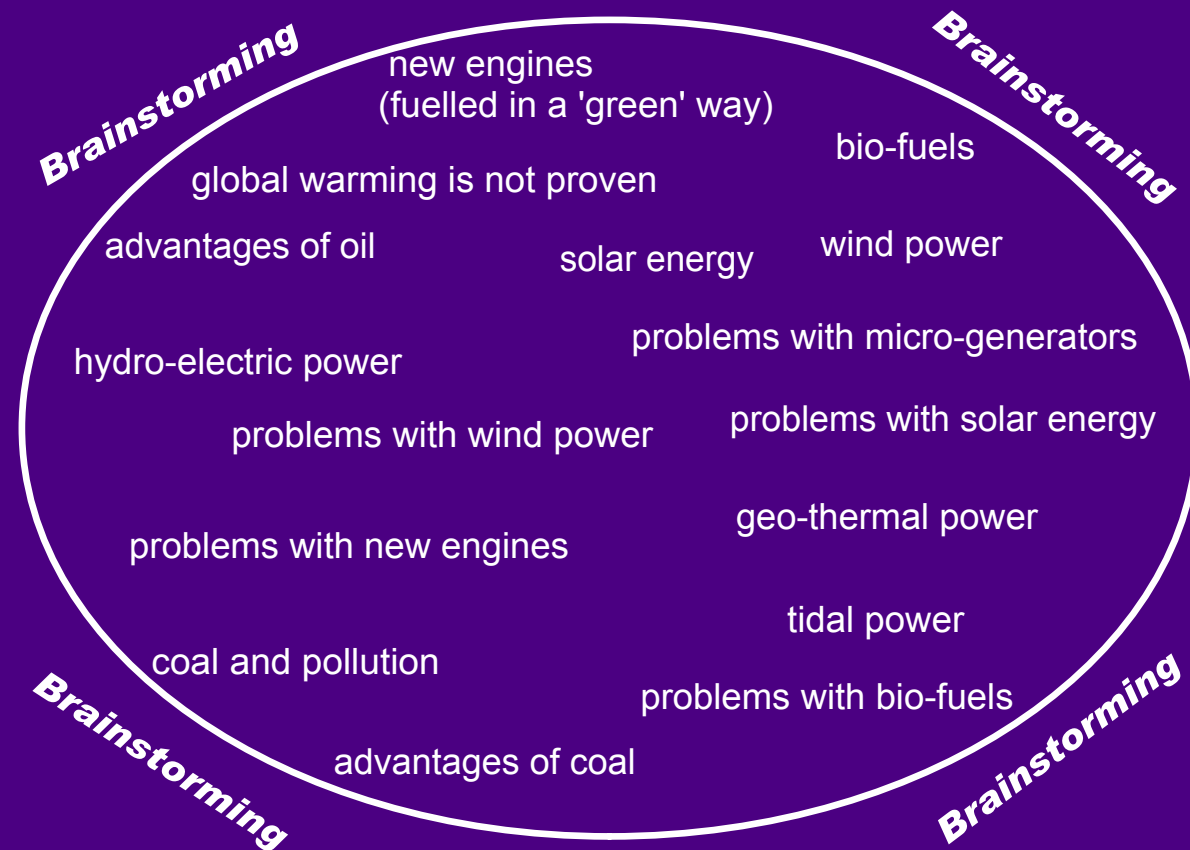 Brainstorming
Brainstorming
new engines
(fuelled in a 'green' way)
bio-fuels
global warming is not proven
advantages of oil
solar energy
wind power
problems with micro-generators
hydro-electric power
problems with wind power
problems with solar energy
geo-thermal power
problems with new engines
tidal power
coal and pollution
problems with bio-fuels
advantages of coal
Brainstorming
Brainstorming